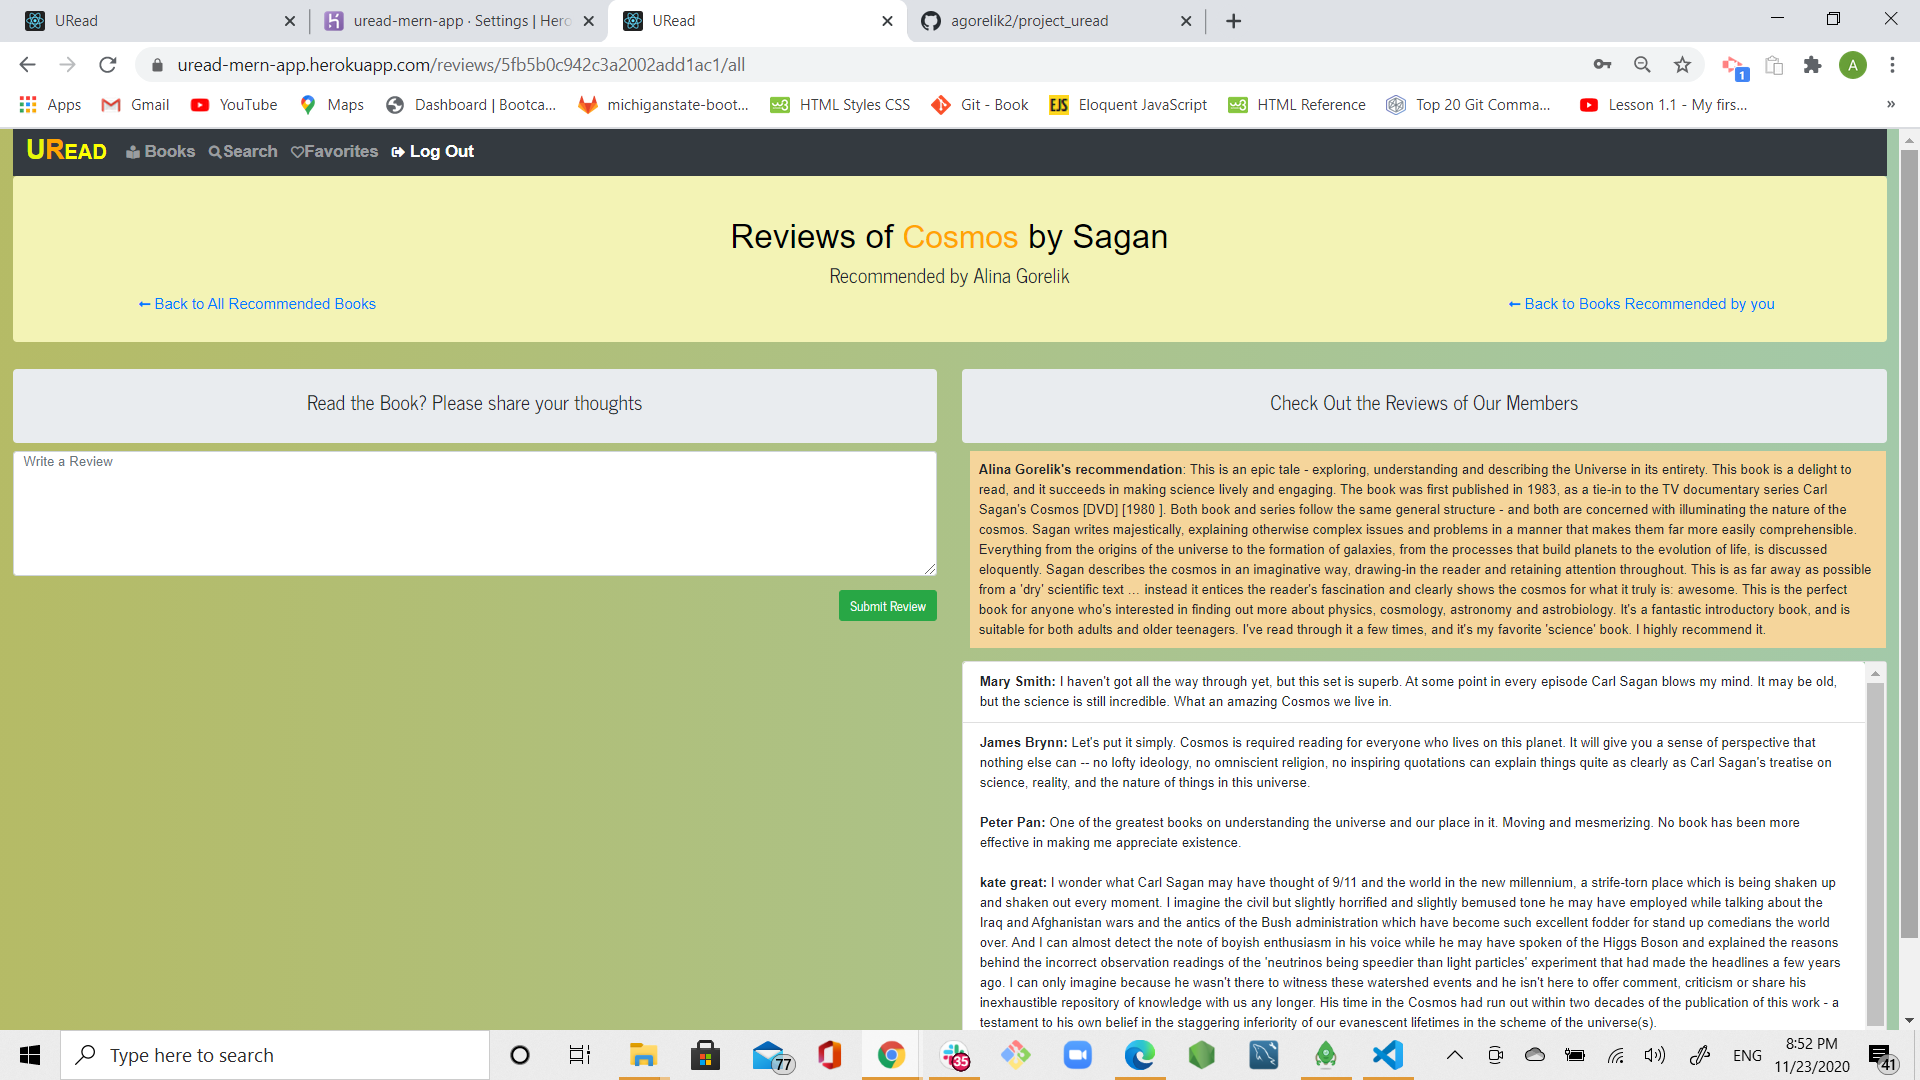 URead
uread-mern-app · Settings | Hero
URead
agorelik2/project_uread
uread-mern-app.herokuapp.com/reviews/5fb5b0c942c3a2002add1ac1/all
A
1
Apps
Gmail
YouTube
Maps
Dashboard | Bootca...
michiganstate-boot...
HTML Styles CSS
Git - Book
EJS Eloquent JavaScript
HTML Reference
Top 20 Git Comma...
Lesson 1.1 - My firs...
»
UREAD
Books
Search
Favorites
Log Out
Reviews of Cosmos by Sagan
Recommended by Alina Gorelik
← Back to All Recommended Books
← Back to Books Recommended by you
Read the Book? Please share your thoughts
Write a Review
Submit Review
Check Out the Reviews of Our Members
Alina Gorelik's recommendation: This is an epic tale - exploring, understanding and describing the Universe in its entirety. This book is a delight to
read, and it succeeds in making science lively and engaging. The book was first published in 1983, as a tie-in to the TV documentary series Carl
Sagan's Cosmos [DVD] [1980 ]. Both book and series follow the same general structure - and both are concerned with illuminating the nature of the
cosmos. Sagan writes majestically, explaining otherwise complex issues and problems in a manner that makes them far more easily comprehensible.
Everything from the origins of the universe to the formation of galaxies, from the processes that build planets to the evolution of life, is discussed
eloquently. Sagan describes the cosmos in an imaginative way, drawing-in the reader and retaining attention throughout. This is as far away as possible
from a 'dry' scientific text ... instead it entices the reader's fascination and clearly shows the cosmos for what it truly is: awesome. This is the perfect
book for anyone who's interested in finding out more about physics, cosmology, astronomy and astrobiology. It's a fantastic introductory book, and is
suitable for both adults and older teenagers. I've read through it a few times, and it's my favorite 'science' book. I highly recommend it.
Mary Smith: I haven't got all the way through yet, but this set is superb. At some point in every episode Carl Sagan blows my mind. It may be old,
but the science is still incredible. What an amazing Cosmos we live in.
James Brynn: Let's put it simply. Cosmos is required reading for everyone who lives on this planet. It will give you a sense of perspective that
nothing else can -- no lofty ideology, no omniscient religion, no inspiring quotations can explain things quite as clearly as Carl Sagan's treatise on
science, reality, and the nature of things in this universe.
Peter Pan: One of the greatest books on understanding the universe and our place in it. Moving and mesmerizing. No book has been more
effective in making me appreciate existence.
kate great: I wonder what Carl Sagan may have thought of 9/11 and the world in the new millennium, a strife-torn place which is being shaken up
and shaken out every moment. I imagine the civil but slightly horrified and slightly bemused tone he may have employed while talking about the
Iraq and Afghanistan wars and the antics of the Bush administration which have become such excellent fodder for stand up comedians the world
over. And I can almost detect the note of boyish enthusiasm in his voice while he may have spoken of the Higgs Boson and explained the reasons
behind the incorrect observation readings of the 'neutrinos being speedier than light particles' experiment that had made the headlines a few years
ago. I can only imagine because he wasn't there to witness these watershed events and he isn't here to offer comment, criticism or share his
inexhaustible repository of knowledge with us any longer. His time in the Cosmos had run out within two decades of the publication of this work - a
testament to his own belief in the staggering inferiority of our evanescent lifetimes in the scheme of the universe(s).
Type here to search
77
35
ENG
8:52 PM
11/23/2020
41